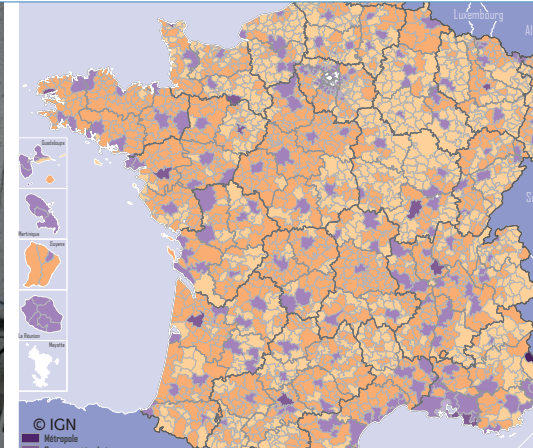 Luxembourg
Guadeloupe
Martinique
Guyane
La Réunion
Mayotte
© IGN
Métropole